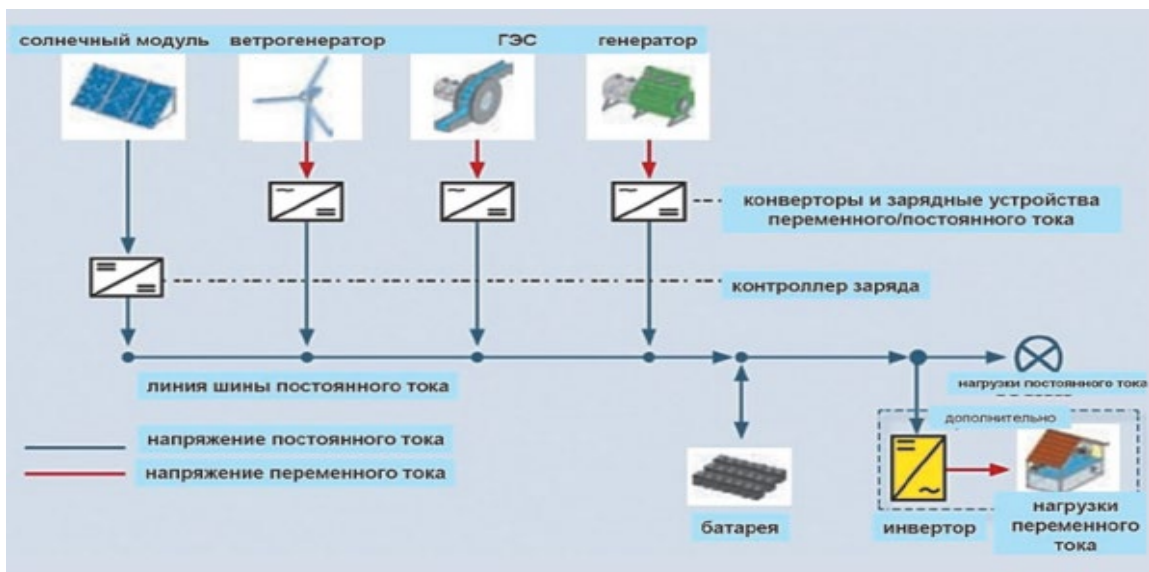 солнечный модуль
ветрогенератор
ГЭС
генератор
конверторы и зарядные устройства
переменного/постоянного тока
контроллер заряда
линия шины постоянного тока
нагрузки постоянного тока
дополнительно
напряжение постоянного тока
напряжение переменного тока
батарея
инвертор
нагрузки
переменного
тока